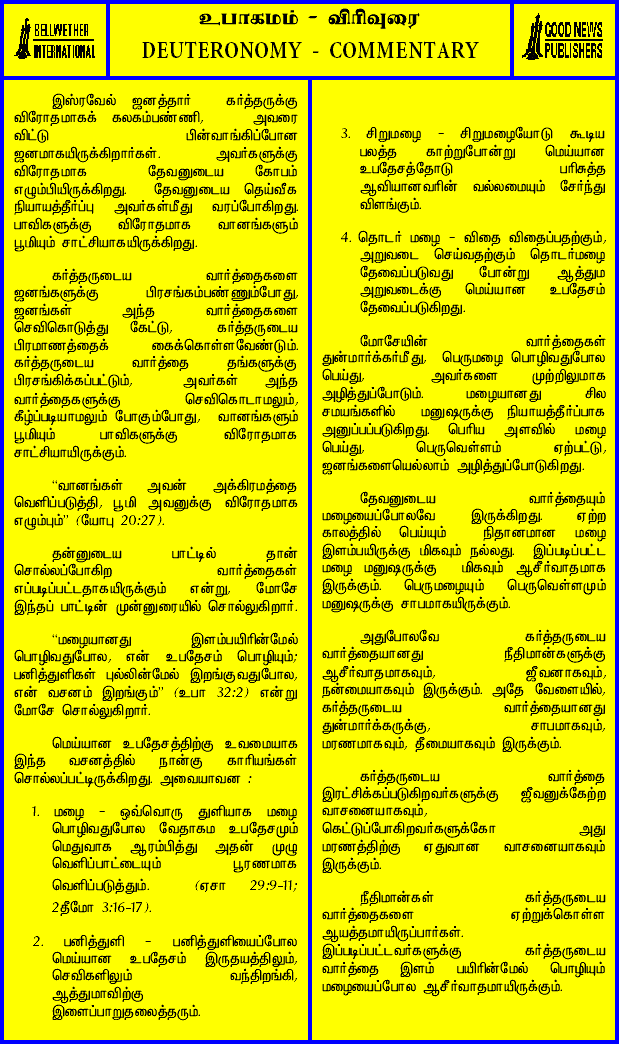 BELLWETHER
INTERNATIONAL
உபாகமம் - விரிவுரை
DEUTERONOMY - COMMENTARY
GOOD NEWS
PUBLISHERS
இஸ்ரவேல் ஜனத்தார் கர்த்தருக்கு
விரோதமாகக் கலகம்பண்ணி, அவரை
விட்டு பின்வாங்கிப்போன
ஜனமாகயிருக்கிறார்கள். அவர்களுக்கு
விரோதமாக தேவனுடைய கோபம்
எழும்பியிருக்கிறது. தேவனுடைய தெய்வீக
நியாயத்தீர்ப்பு அவர்கள்மீது வரப்போகிறது.
பாவிகளுக்கு விரோதமாக வானங்களும்
பூமியும் சாட்சியாகயிருக்கிறது.
கர்த்தருடைய வார்த்தைகளை
ஜனங்களுக்கு பிரசங்கம்பண்ணும்போது,
ஜனங்கள் அந்த வார்த்தைகளை
செவிகொடுத்து கேட்டு, கர்த்தருடைய
பிரமாணத்தைக் கைக்கொள்ளவேண்டும்.
கர்த்தருடைய வார்த்தை தங்களுக்கு
பிரசங்கிக்கப்பட்டும், அவர்கள் அந்த
வார்த்தைகளுக்கு செவிகொடாமலும்,
கீழ்ப்படியாமலும் போகும்போது, வானங்களும்
பூமியும் பாவிகளுக்கு விரோதமாக
சாட்சியாயிருக்கும்.
“வானங்கள் அவன் அக்கிரமத்தை
வெளிப்படுத்தி, பூமி அவனுக்கு விரோதமாக
எழும்பும்” (யோபு 20:27).
தன்னுடைய பாட்டில் தான்
சொல்லப்போகிற வார்த்தைகள்
எப்படிப்பட்டதாகயிருக்கும் என்று, மோசே
இந்தப் பாட்டின் முன்னுரையில் சொல்லுகிறார்.
“மழையானது இளம்பயிரின்மேல்
பொழிவதுபோல, என் உபதேசம் பொழியும்;
பனித்துளிகள் புல்லின்மேல் இறங்குவதுபோல,
என் வசனம் இறங்கும்” (உபா 32:2) என்று
மோசே சொல்லுகிறார்.
மெய்யான உபதேசத்திற்கு உவமையாக
இந்த வசனத்தில் நான்கு காரியங்கள்
சொல்லப்பட்டிருக்கிறது. அவையாவன :
1. மழை - ஒவ்வொரு துளியாக மழை
பொழிவதுபோல வேதாகம உபதேசமும்
மெதுவாக ஆரம்பித்து அதன் முழு
வெளிப்பாட்டையும் பூரணமாக
வெளிப்படுத்தும். (ஏசா 29:9-11;
2தீமோ 3:16-17).
2. பனித்துளி - பனித்துளியைப்போல
மெய்யான உபதேசம் இருதயத்திலும்,
செவிகளிலும் வந்திறங்கி,
ஆத்துமாவிற்கு
இளைப்பாறுதலைத்தரும்.
3. சிறுமழை - சிறுமழையோடு கூடிய
பலத்த காற்றுபோன்று மெய்யான
உபதேசத்தோடு பரிசுத்த
ஆவியானவரின் வல்லமையும் சேர்ந்து
விளங்கும்.
4. தொடர் மழை - விதை விதைப்பதற்கும்,
அறுவடை செய்வதற்கும் தொடர்மழை
தேவைப்படுவது போன்று ஆத்தும
அறுவடைக்கு மெய்யான உபதேசம்
தேவைப்படுகிறது.
மோசேயின் வார்த்தைகள்
துன்மார்க்கர்மீது, பெருமழை பொழிவதுபோல
பெய்து, அவர்களை முற்றிலுமாக
அழித்துப்போடும். மழையானது சில
சமயங்களில் மனுஷருக்கு நியாயத்தீர்ப்பாக
அனுப்பப்படுகிறது. பெரிய அளவில் மழை
பெய்து, பெருவெள்ளம் ஏற்பட்டு,
ஜனங்களையெல்லாம் அழித்துப்போடுகிறது.
தேவனுடைய வார்த்தையும்
மழையைப்போலவே இருக்கிறது. ஏற்ற
காலத்தில் பெய்யும் நிதானமான மழை
இளம்பயிருக்கு மிகவும் நல்லது. இப்படிப்பட்ட
மழை மனுஷருக்கு மிகவும் ஆசீர்வாதமாக
இருக்கும். பெருமழையும் பெருவெள்ளமும்
மனுஷருக்கு சாபமாகயிருக்கும்.
அதுபோலவே கர்த்தருடைய
வார்த்தையானது நீதிமான்களுக்கு
ஆசீர்வாதமாகவும், ஜீவனாகவும்,
நன்மையாகவும் இருக்கும். அதே வேளையில்,
கர்த்தருடைய வார்த்தையானது
துன்மார்க்கருக்கு, சாபமாகவும்,
மரணமாகவும், தீமையாகவும் இருக்கும்.
கர்த்தருடைய வார்த்தை
இரட்சிக்கப்படுகிறவர்களுக்கு ஜீவனுக்கேற்ற
வாசனையாகவும்,
கெட்டுப்போகிறவர்களுக்கோ அது
மரணத்திற்கு ஏதுவான வாசனையாகவும்
இருக்கும்.
நீதிமான்கள் கர்த்தருடைய
வார்த்தைகளை ஏற்றுக்கொள்ள
ஆயத்தமாயிருப்பார்கள்.
இப்படிப்பட்டவர்களுக்கு கர்த்தருடைய
வார்த்தை இளம் பயிரின்மேல் பொழியும்
மழையைப்போல ஆசீர்வாதமாயிருக்கும்.